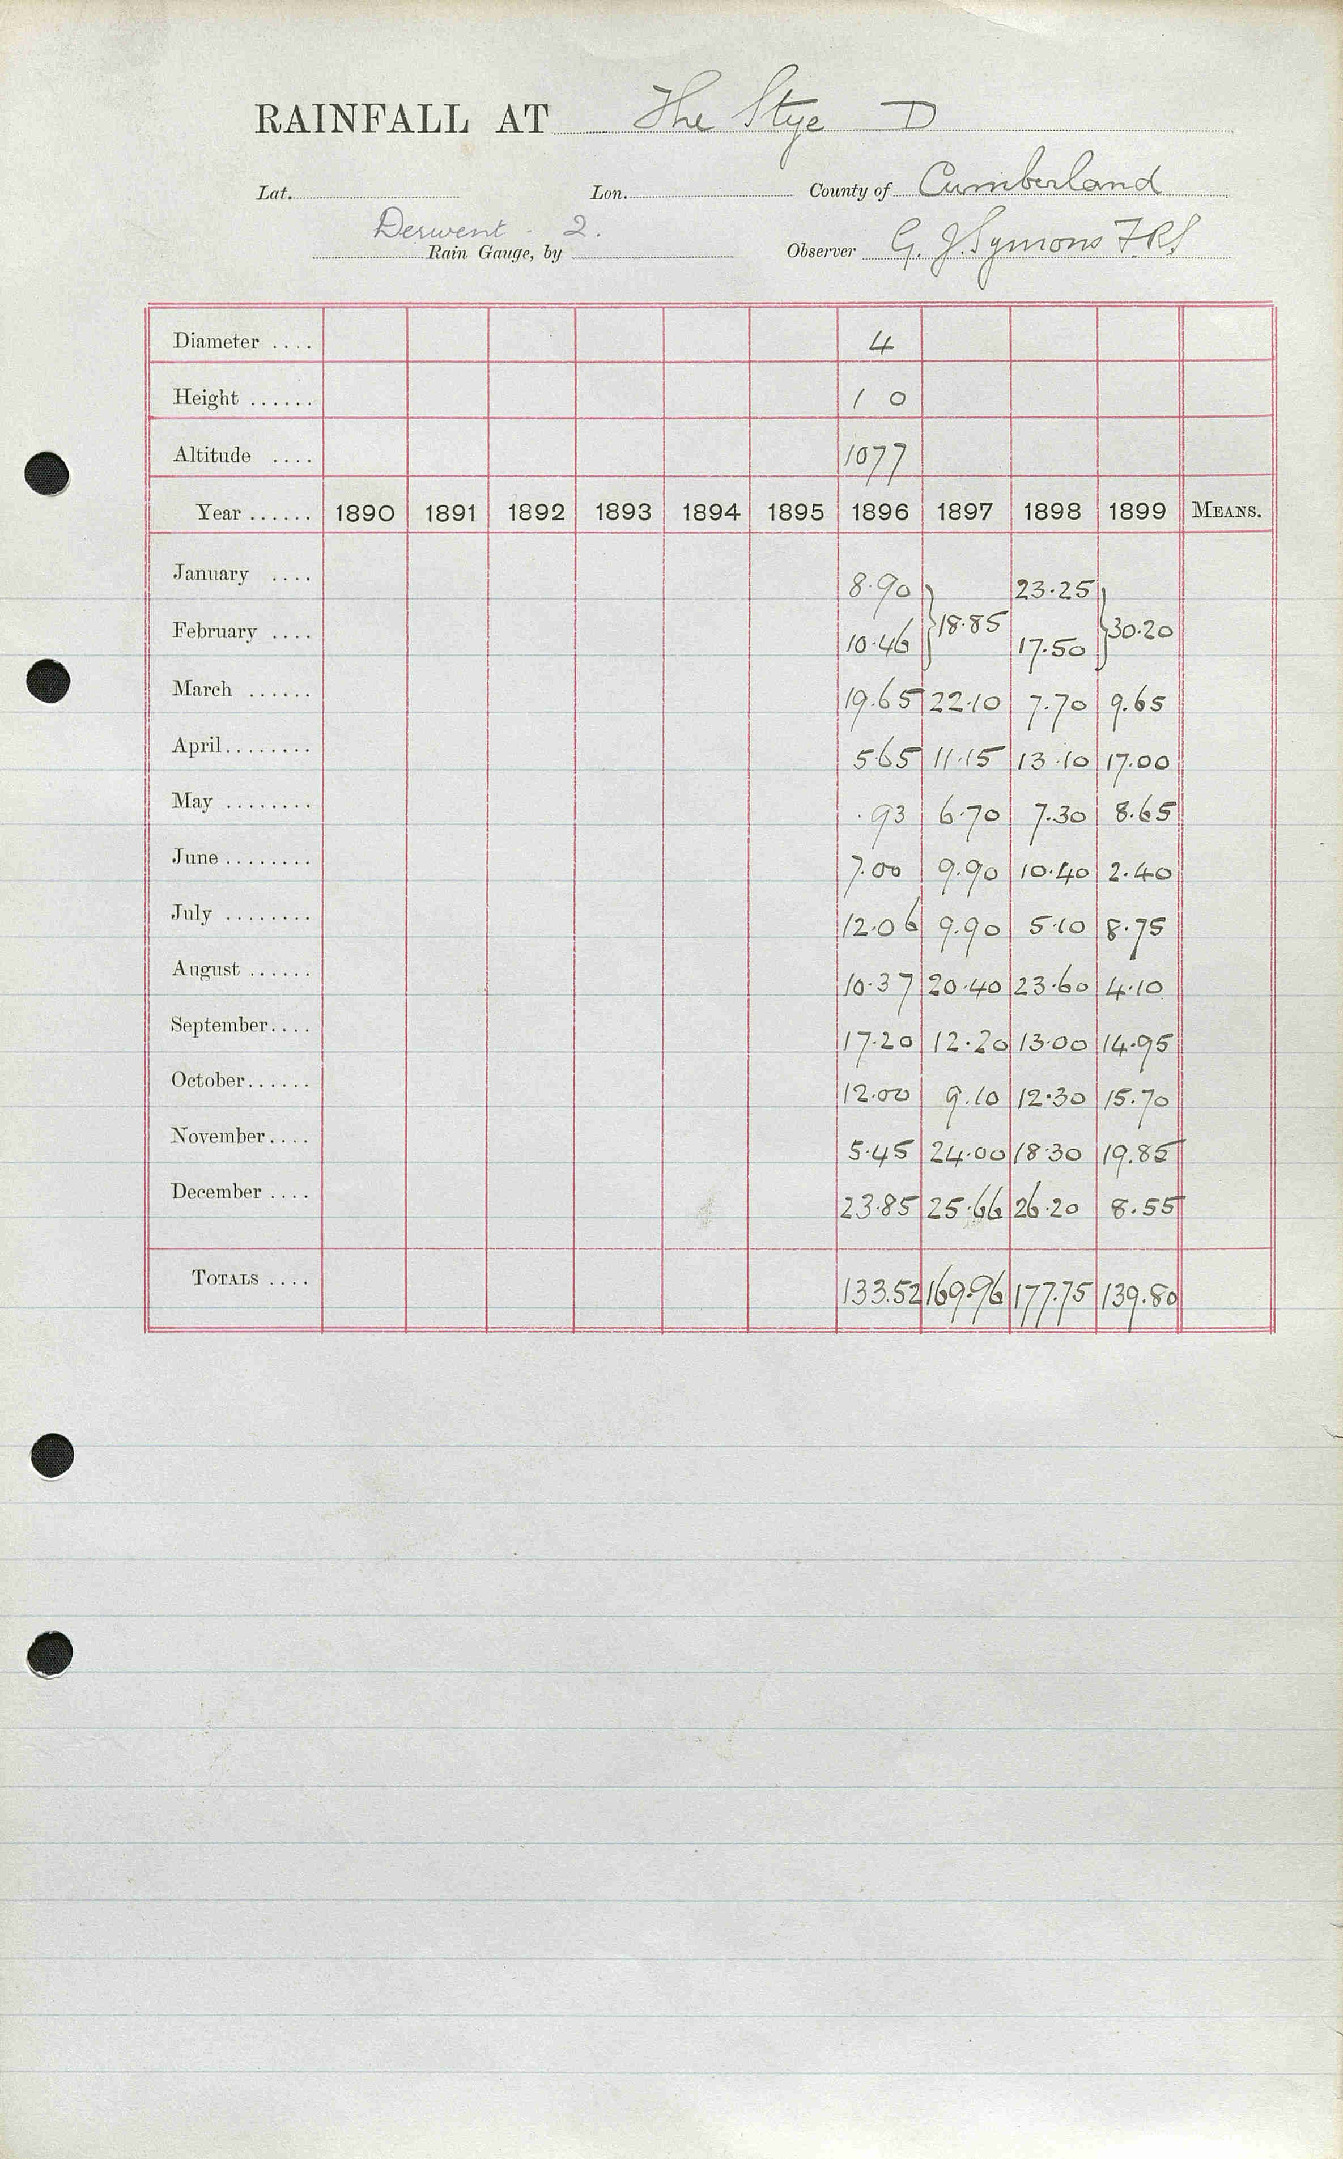 RAINFALL AT The Stye D
Lat. Lon. County of Cumberland
Derwent - 2.
Rain Gauge, by Observer G. J. Symons FRS
Diameter .... 4
Height ...... 1 0
Altitude .... 1077
Year ...... 1890 1891 1892 1893 1894 1895 1896 1897 1898 1899 MEANS.
January .... 8.90 23.25
February .... 10.46 }18.85 17.50 }30.20
March ...... 19.65 22.10 7.70 9.65
April........ 5.65 11.15 13.10 17.00
May ........ .93 6.70 7.30 8.65
June ........ 7.00 9.90 10.40 2.40
July ........ 12.06 9.90 5.10 8.75
August ...... 10.37 20.40 23.60 4.10
September.... 17.20 12.20 13.00 14.95
October...... 12.00 9.10 12.30 15.70
November.... 5.45 24.00 18.30 19.85
December .... 23.85 25.66 26.20 8.55
TOTALS .... 133.52 169.96 177.75 139.80